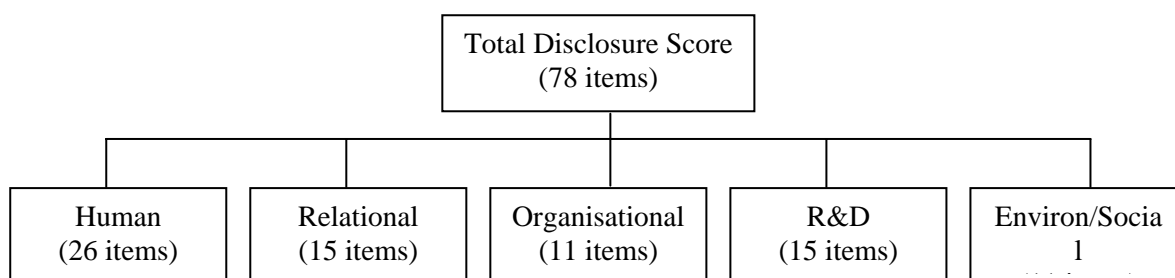 Total Disclosure Score
(78 items)
Human
(26 items)
Relational
(15 items)
Organisational
(11 items)
R&D
(15 items)
Environ/Socia
l